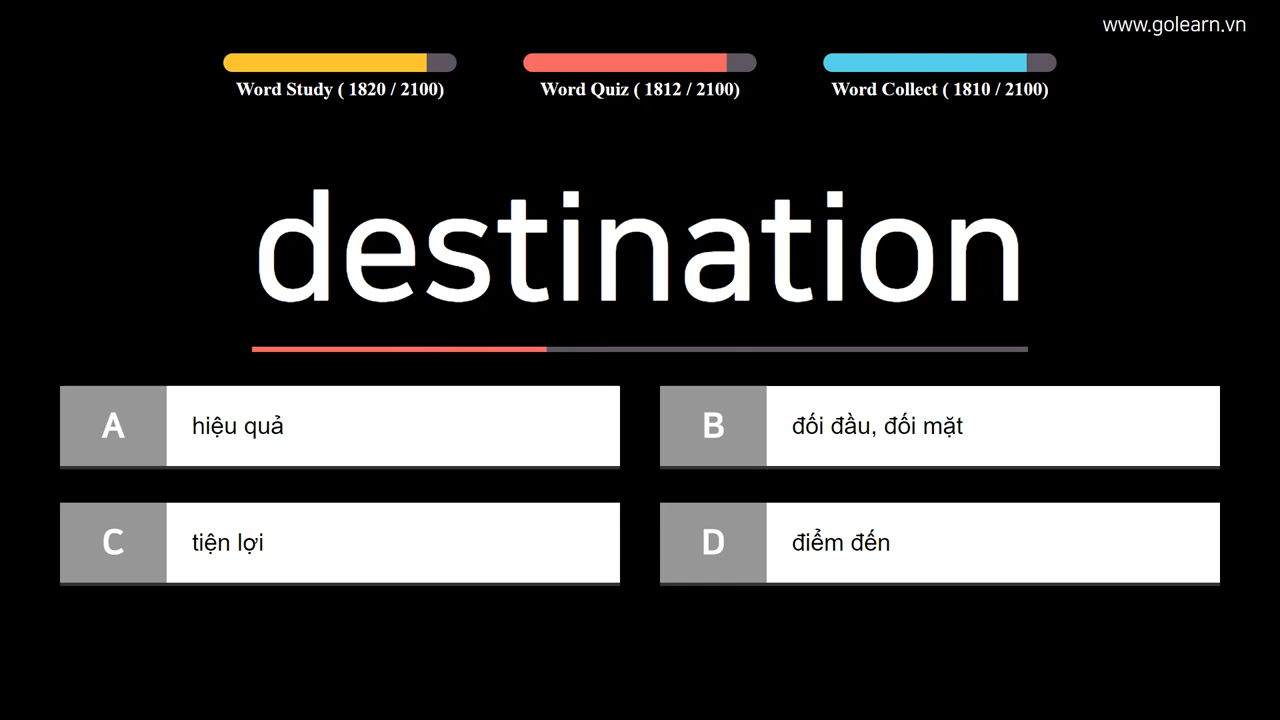 www.golearn.vn
Word Study ( 1820 / 2100)
Word Quiz ( 1812 / 2100)
Word Collect ( 1810 / 2100)
destination
A hiệu quả
B đối đầu, đối mặt
C tiện lợi
D điểm đến